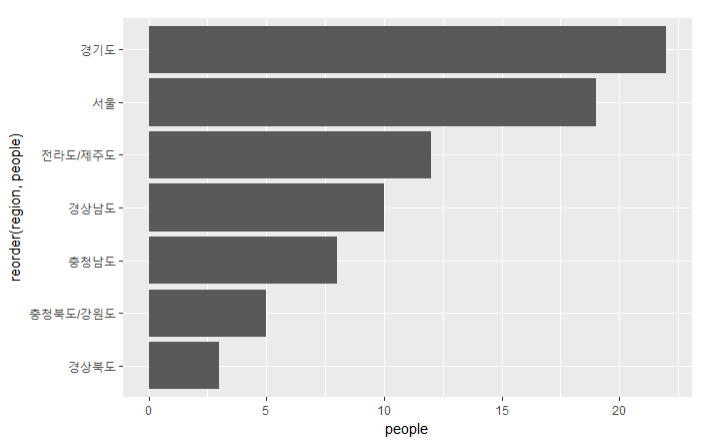 reorder(region, people)
경기도
서울
전라도/제주도
경상남도
충청남도
충청북도/강원도
경상북도
0 5 10 15 20
people